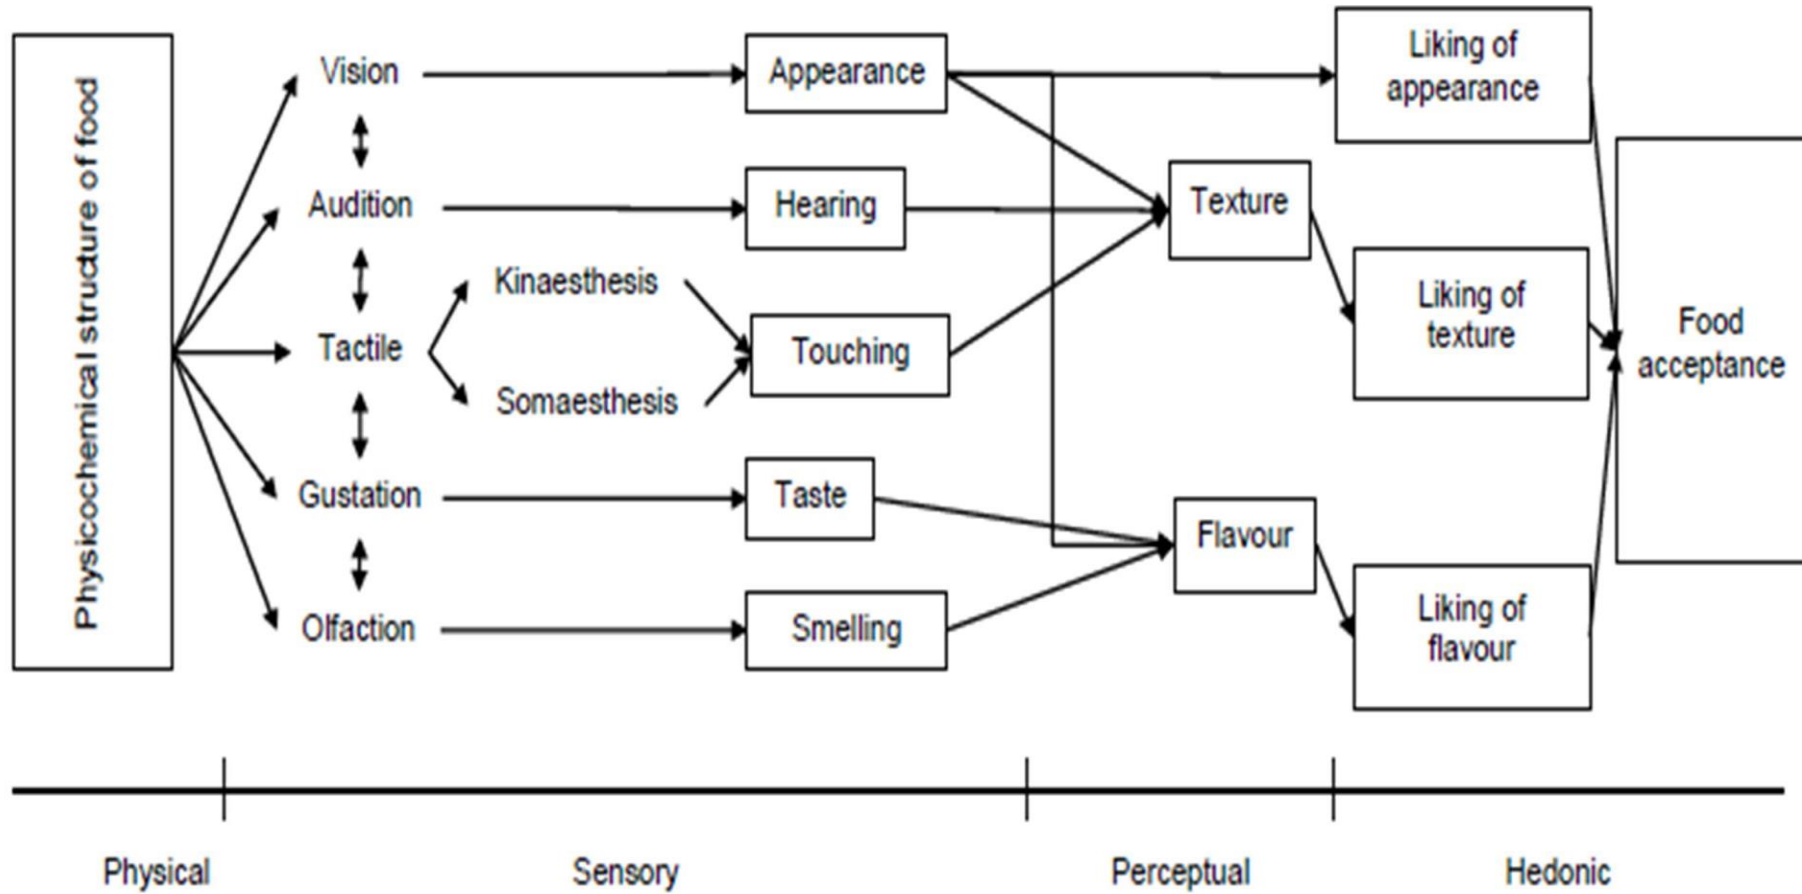 Physicochemical structure of food
Vision
Audition
Tactile
Gustation
Olfaction
Kinaesthesis
Somaesthesis
Appearance
Hearing
Touching
Taste
Smelling
Texture
Flavour
Liking of
appearance
Liking of
texture
Liking of
flavour
Food
acceptance
Physical
Sensory
Perceptual
Hedonic